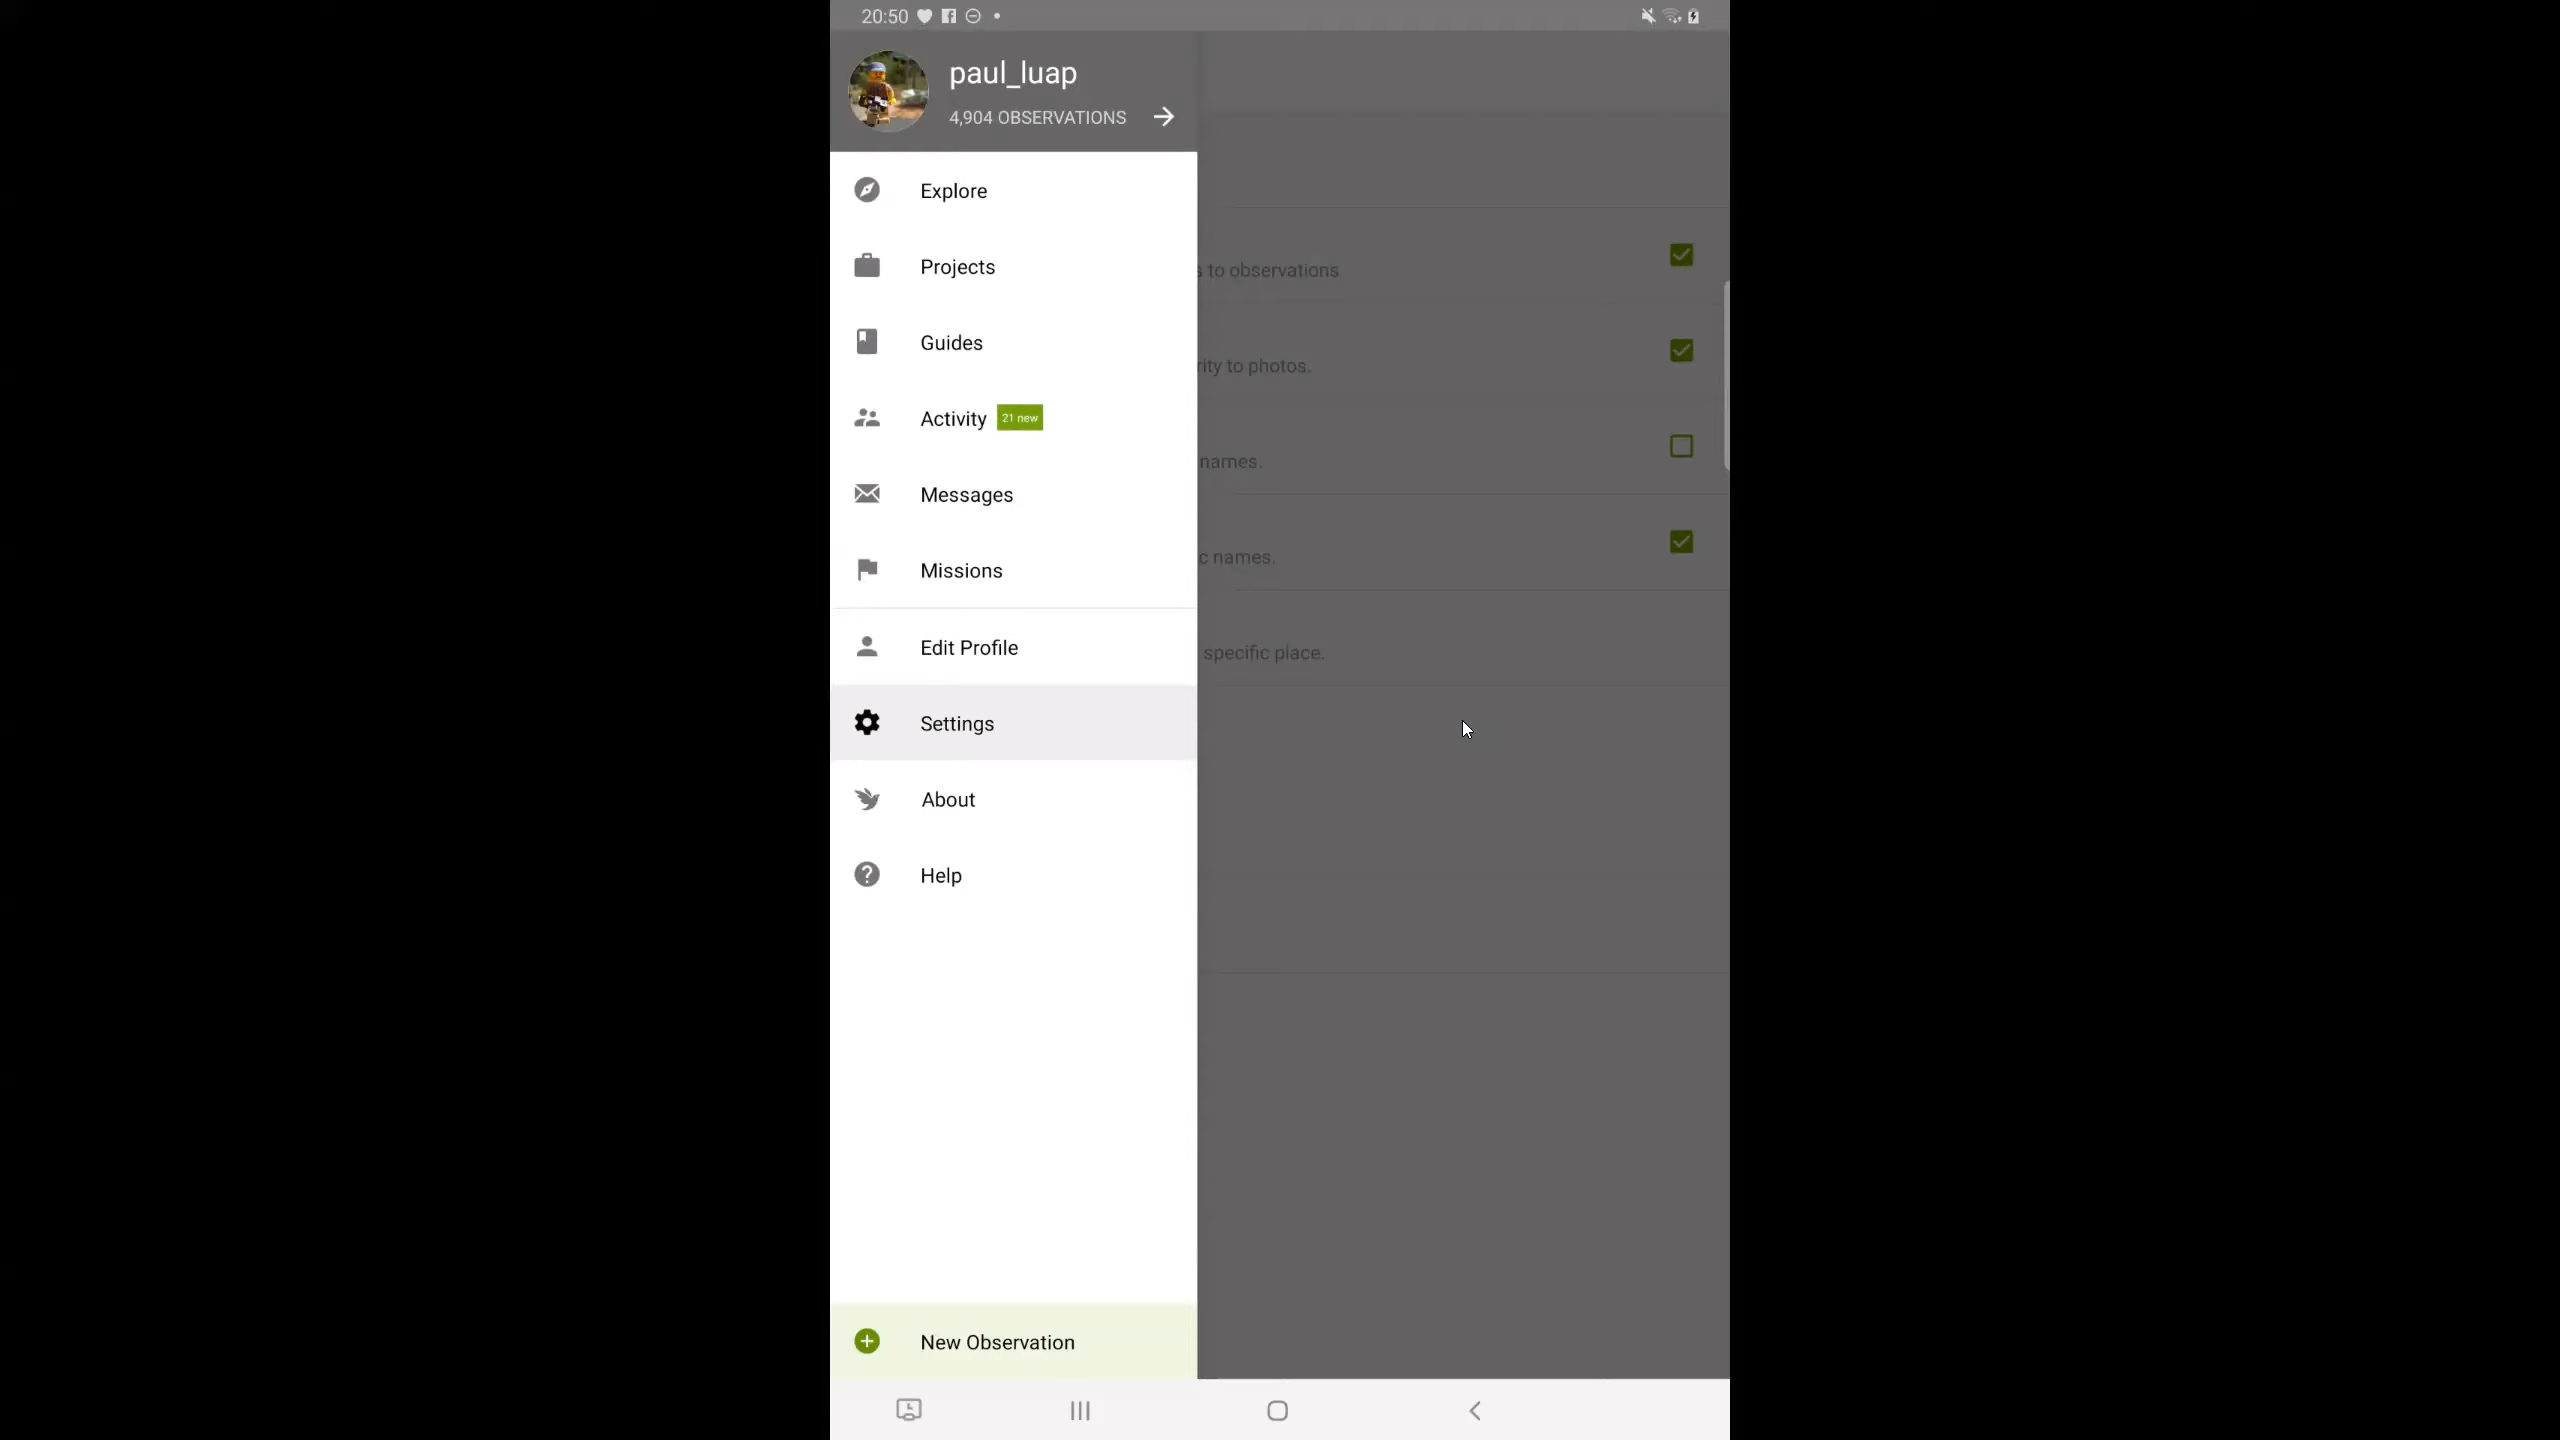 20:50
paul_luap
4,904 OBSERVATIONS
Explore
Projects
Guides
Activity 21 new
Messages
Missions
Edit Profile
Settings
About
Help
New Observation
to observations
to photos.
names.
names.
specific place.